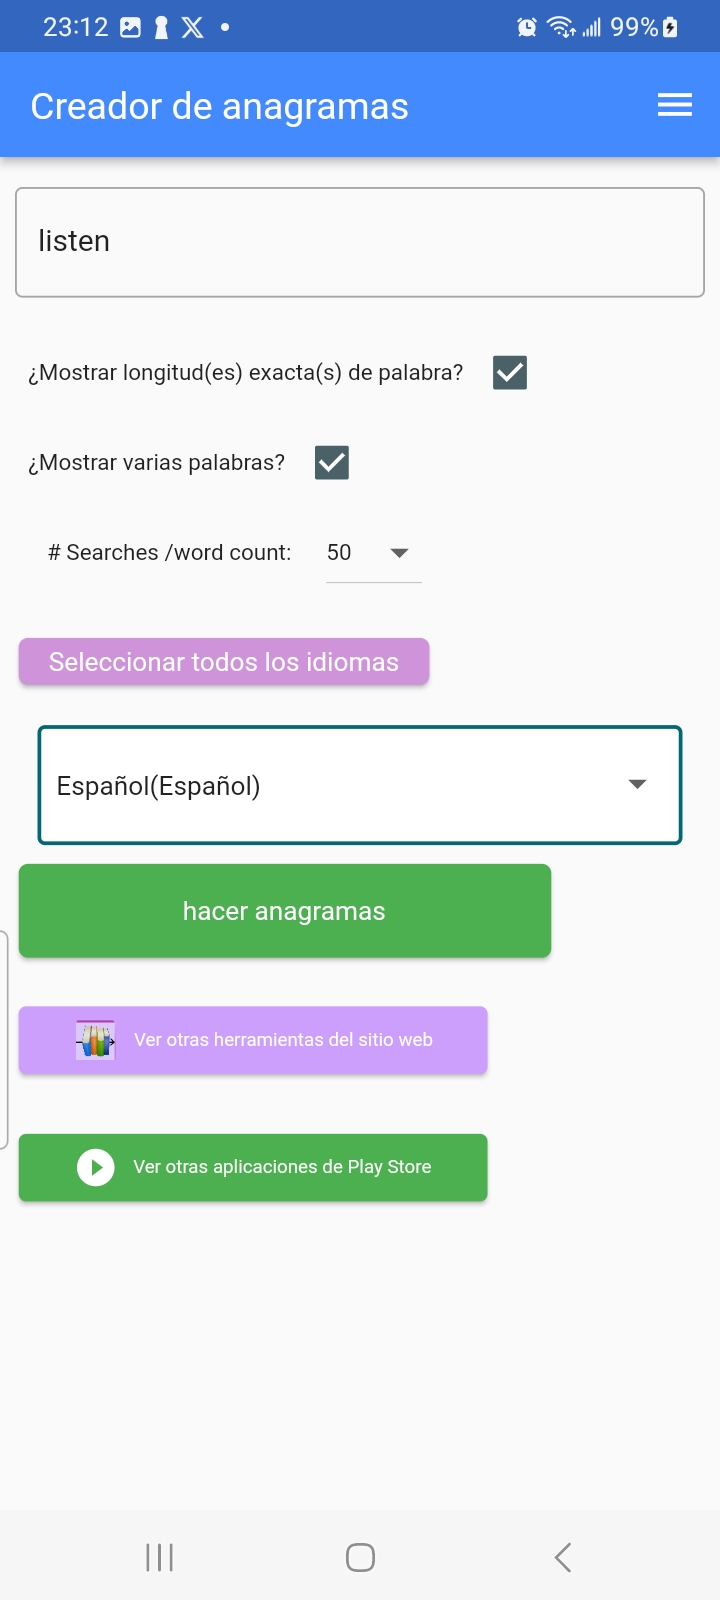 23:12 99%
Creador de anagramas
listen
¿Mostrar longitud(es) exacta(s) de palabra?
¿Mostrar varias palabras?
# Searches /word count: 50
Seleccionar todos los idiomas
Español(Español)
hacer anagramas
Ver otras herramientas del sitio web
Ver otras aplicaciones de Play Store